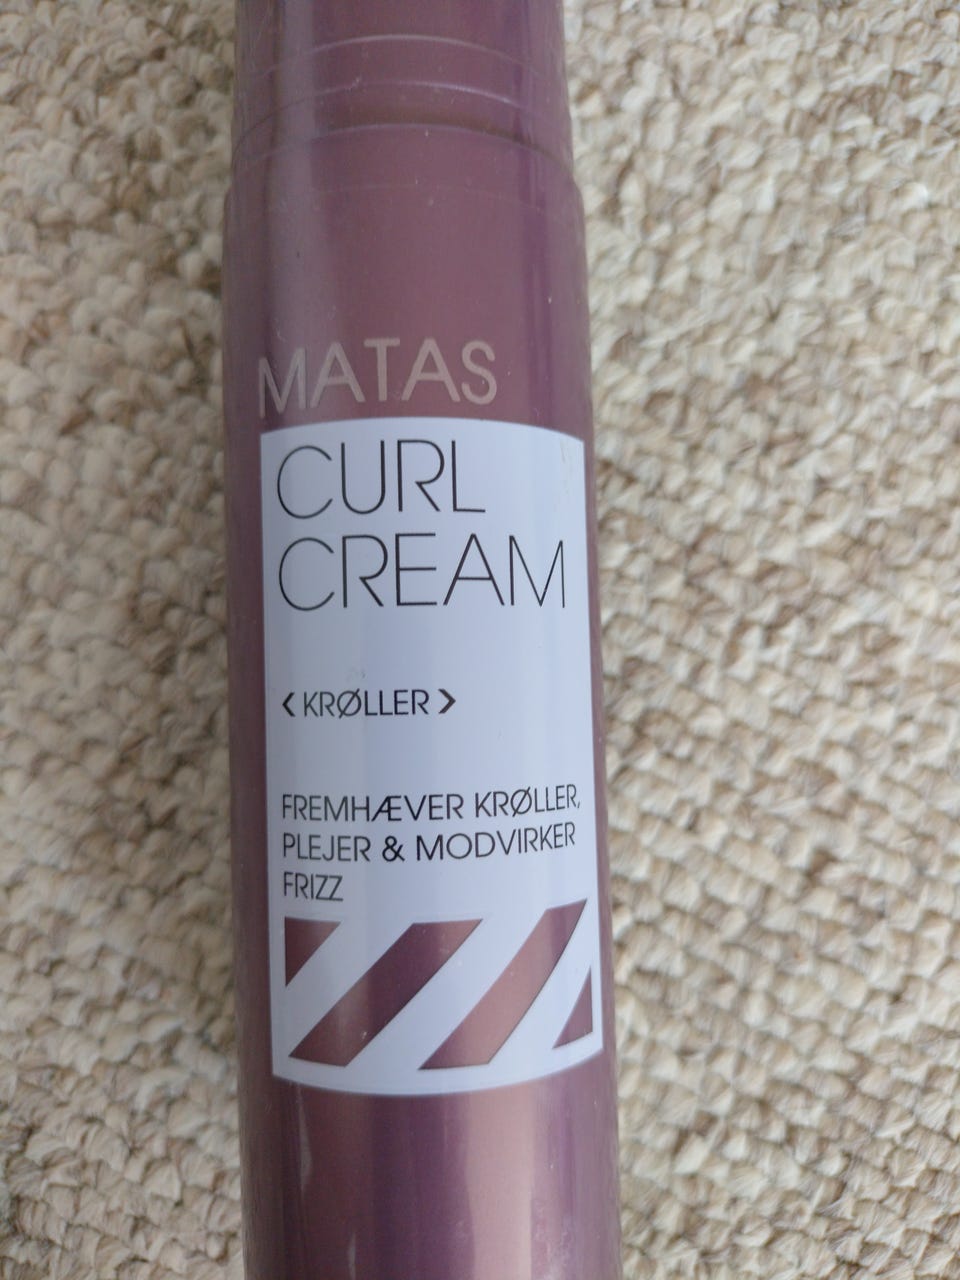 MATAS
CURL
CREAM
< KRØLLER >
FREMHÆVER KRØLLER,
PLEJER & MODVIRKER
FRIZZ